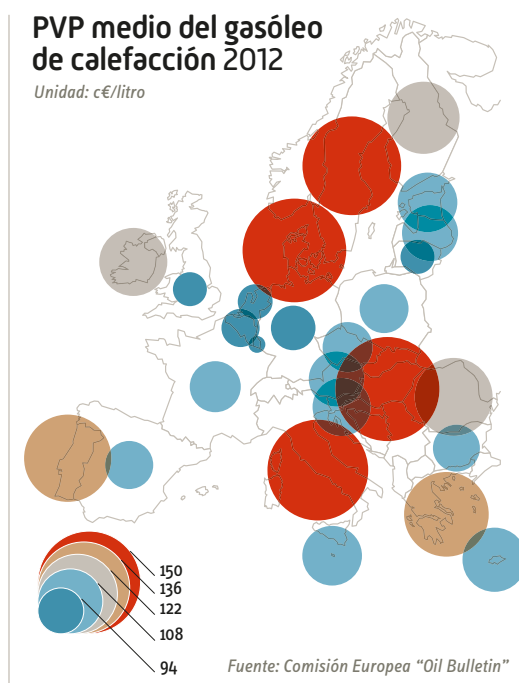 PVP medio del gasóleo
de calefacción 2012
Unidad: c€/litro
150
136
122
108
94
Fuente: Comisión Europea “Oil Bulletin”